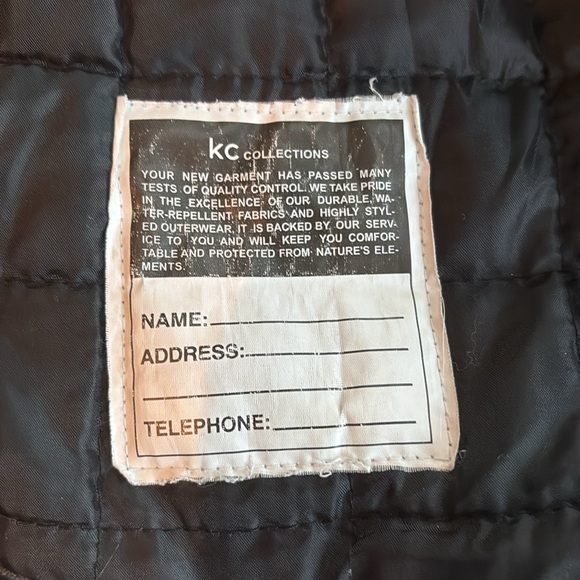 KC COLLECTIONS
YOUR NEW GARMENT HAS PASSED MANY
TESTS OF QUALITY CONTROL. WE TAKE PRIDE
IN THE EXCELLENCE OF OUR DURABLE, WA-
TER-REPELLENT FABRICS AND HIGHLY STYL-
ED OUTERWEAR. IT IS BACKED BY OUR SERV-
ICE TO YOU AND WILL KEEP YOU COMFOR-
TABLE AND PROTECTED FROM NATURE'S ELE-
MENTS.
NAME:
ADDRESS:
TELEPHONE: